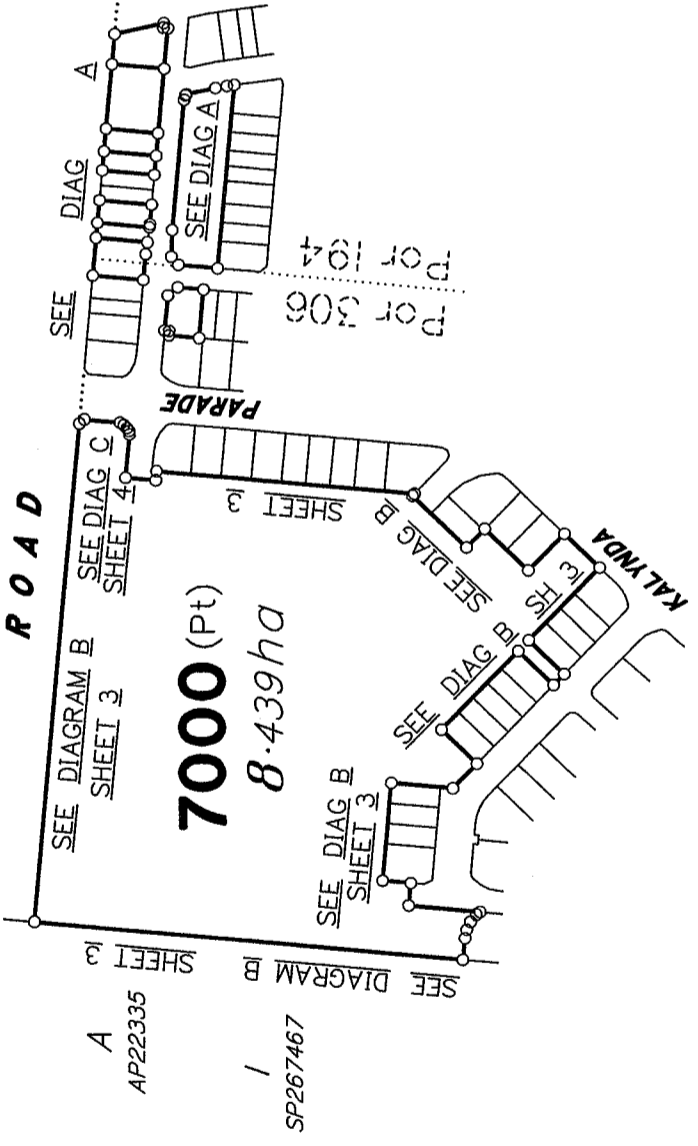 ROAD
SEE DIAG A
SEE DIAG A
Por 194
Por 306
PARADE
SEE DIAG C
SHEET 4
SEE DIAGRAM B
SHEET 3
7000 (Pt)
8·439ha
SEE DIAG B
SHEET 3
SEE DIAG B
SH 3
KALYNDA
SEE DIAG B
SHEET 3
SEE DIAGRAM B
SHEET 3
A
AP22335
1
SP267467